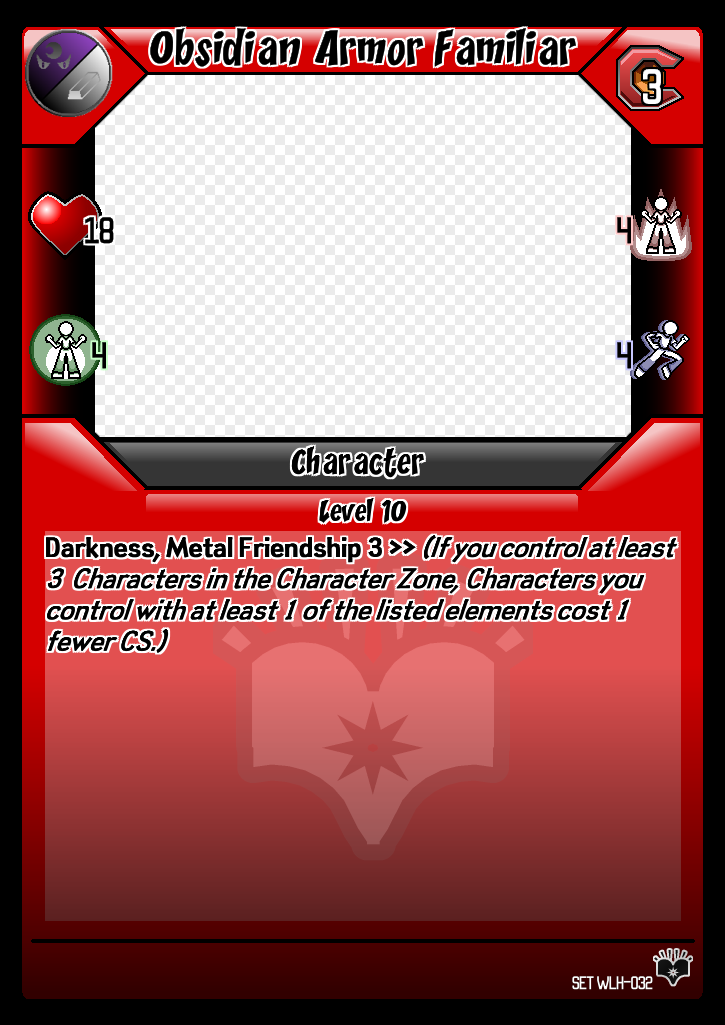 Obsidian Armor Familiar
3
18
4
4
4
Character
Level 10
Darkness, Metal Friendship 3 >> (If you control at least
3 Characters in the Character Zone, Characters you
control with at least 1 of the listed elements cost 1
fewer CS.)
SET WLH-032